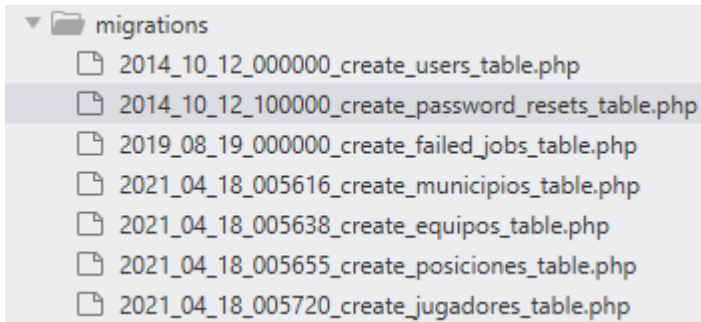 migrations
2014_10_12_000000_create_users_table.php
2014_10_12_100000_create_password_resets_table.php
2019_08_19_000000_create_failed_jobs_table.php
2021_04_18_005616_create_municipios_table.php
2021_04_18_005638_create_equipos_table.php
2021_04_18_005655_create_posiciones_table.php
2021_04_18_005720_create_jugadores_table.php